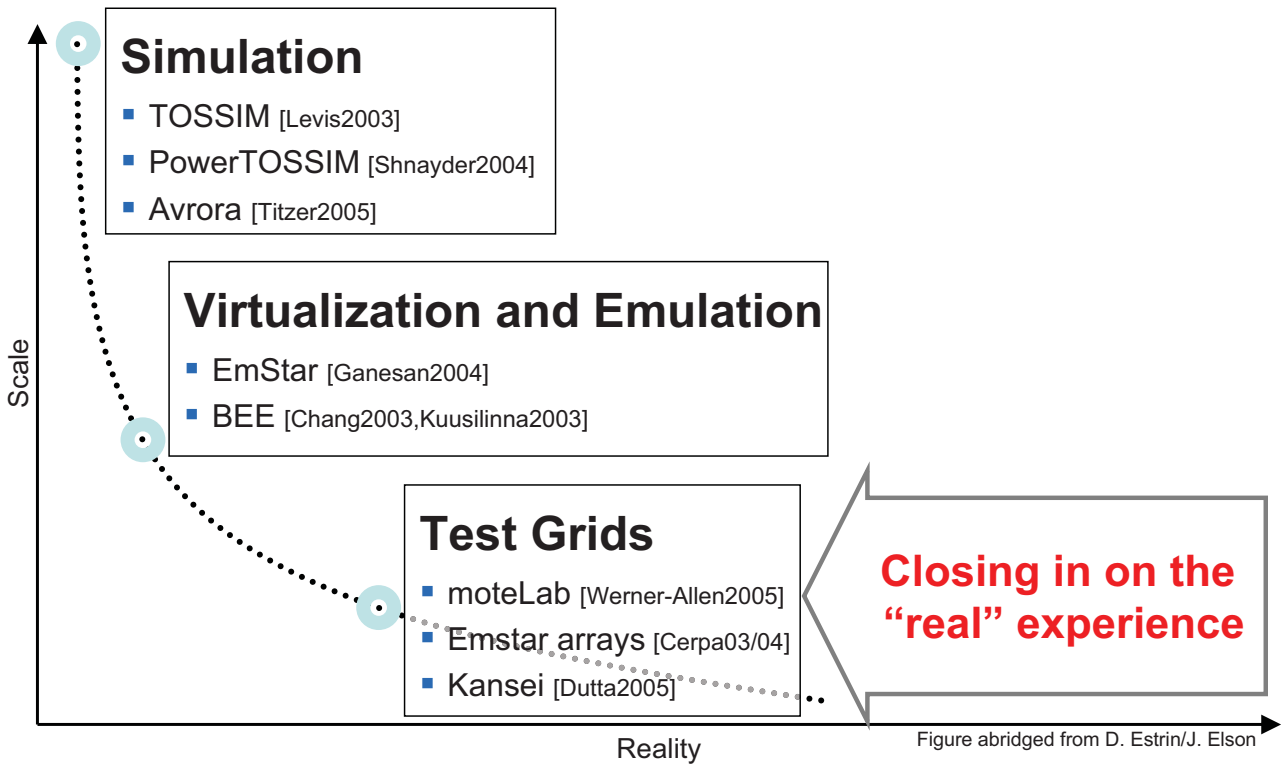 Simulation
TOSSIM [Levis2003]
PowerTOSSIM [Shnayder2004]
Avrora [Titzer2005]
Virtualization and Emulation
EmStar [Ganesan2004]
BEE [Chang2003,Kuusilinna2003]
Scale
Test Grids
moteLab [Werner-Allen2005]
Emstar arrays [Cerpa03/04]
Kansei [Dutta2005]
Closing in on the
“real” experience
Reality
Figure abridged from D. Estrin/J. Elson